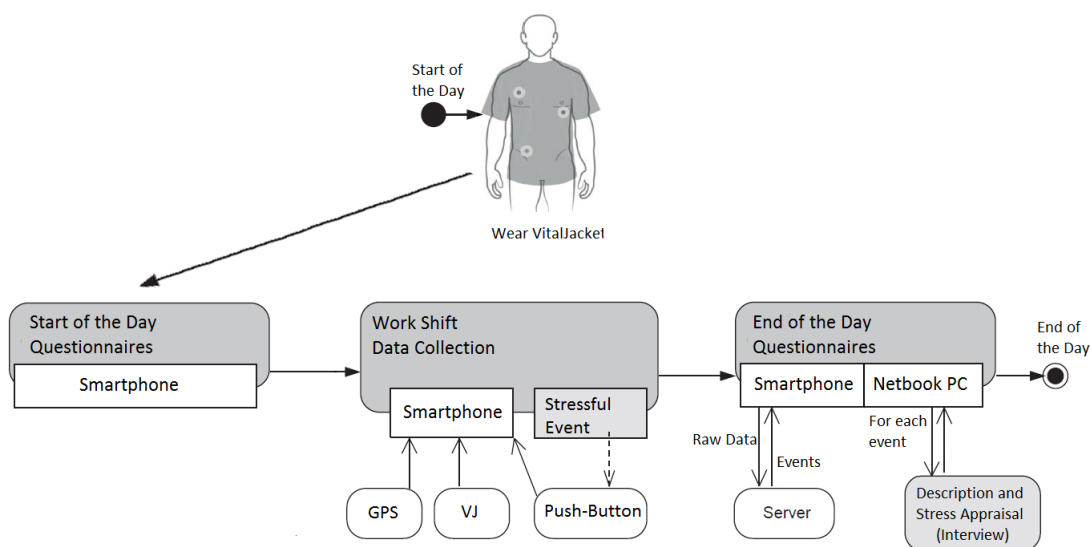 Start of
the Day
Wear VitalJacket
Start of the Day
Questionnaires
Smartphone
Work Shift
Data Collection
Smartphone
Stressful
Event
GPS
VJ
Push-Button
End of the Day
Questionnaires
Smartphone
Netbook PC
Raw Data
Events
For each
event
Server
Description and
Stress Appraisal
(Interview)
End of
the Day